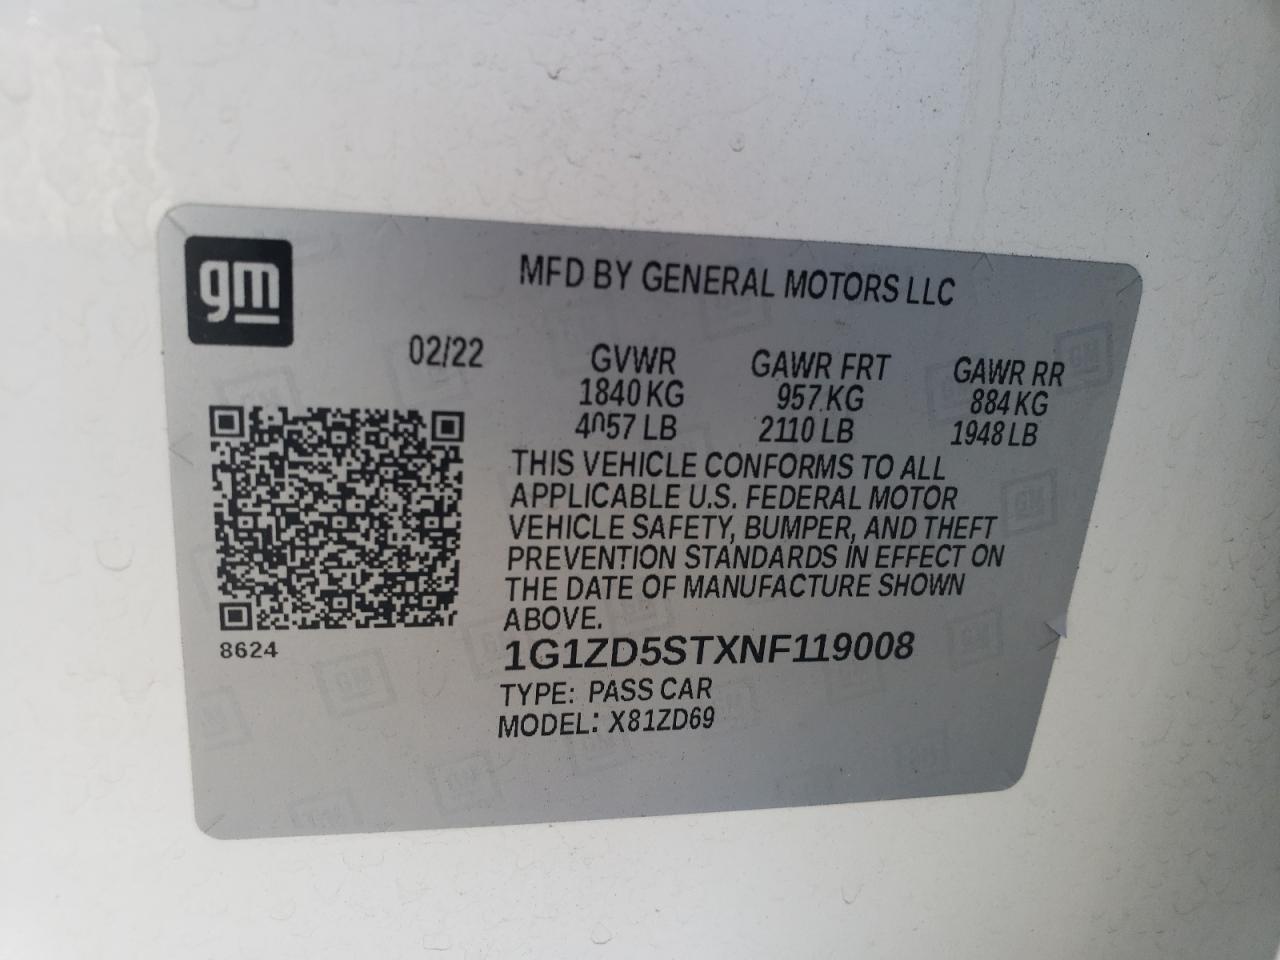 gm
MFD BY GENERAL MOTORS LLC
02/22
GVWR GAWR FRT GAWR RR
1840 KG 957 KG 884 KG
4057 LB 2110 LB 1948 LB
THIS VEHICLE CONFORMS TO ALL
APPLICABLE U.S. FEDERAL MOTOR
VEHICLE SAFETY, BUMPER, AND THEFT
PREVENTION STANDARDS IN EFFECT ON
THE DATE OF MANUFACTURE SHOWN
ABOVE.
8624
1G1ZD5STXNF119008
TYPE: PASS CAR
MODEL: X81ZD69